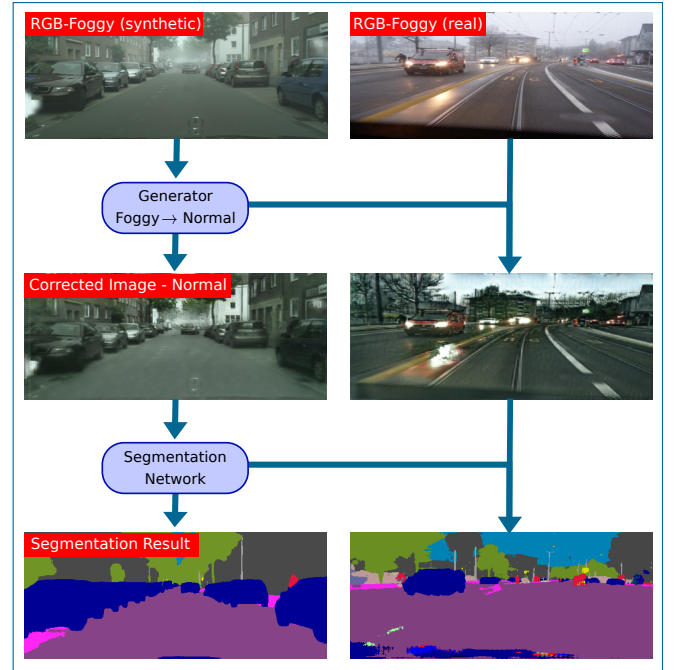 RGB-Foggy (synthetic)
RGB-Foggy (real)
Generator
Foggy→ Normal
Corrected Image - Normal
Segmentation
Network
Segmentation Result